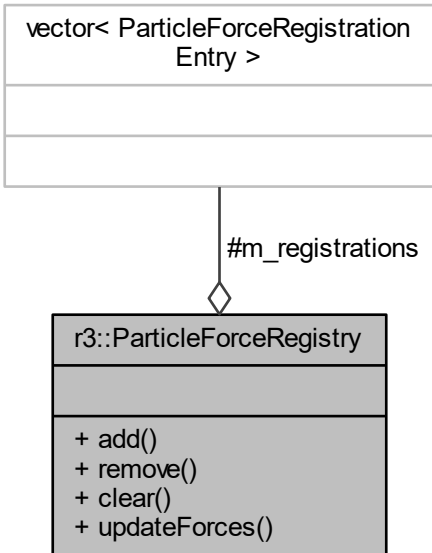 vector< ParticleForceRegistration
Entry >
#m_registrations
r3::ParticleForceRegistry
+ add()
+ remove()
+ clear()
+ updateForces()